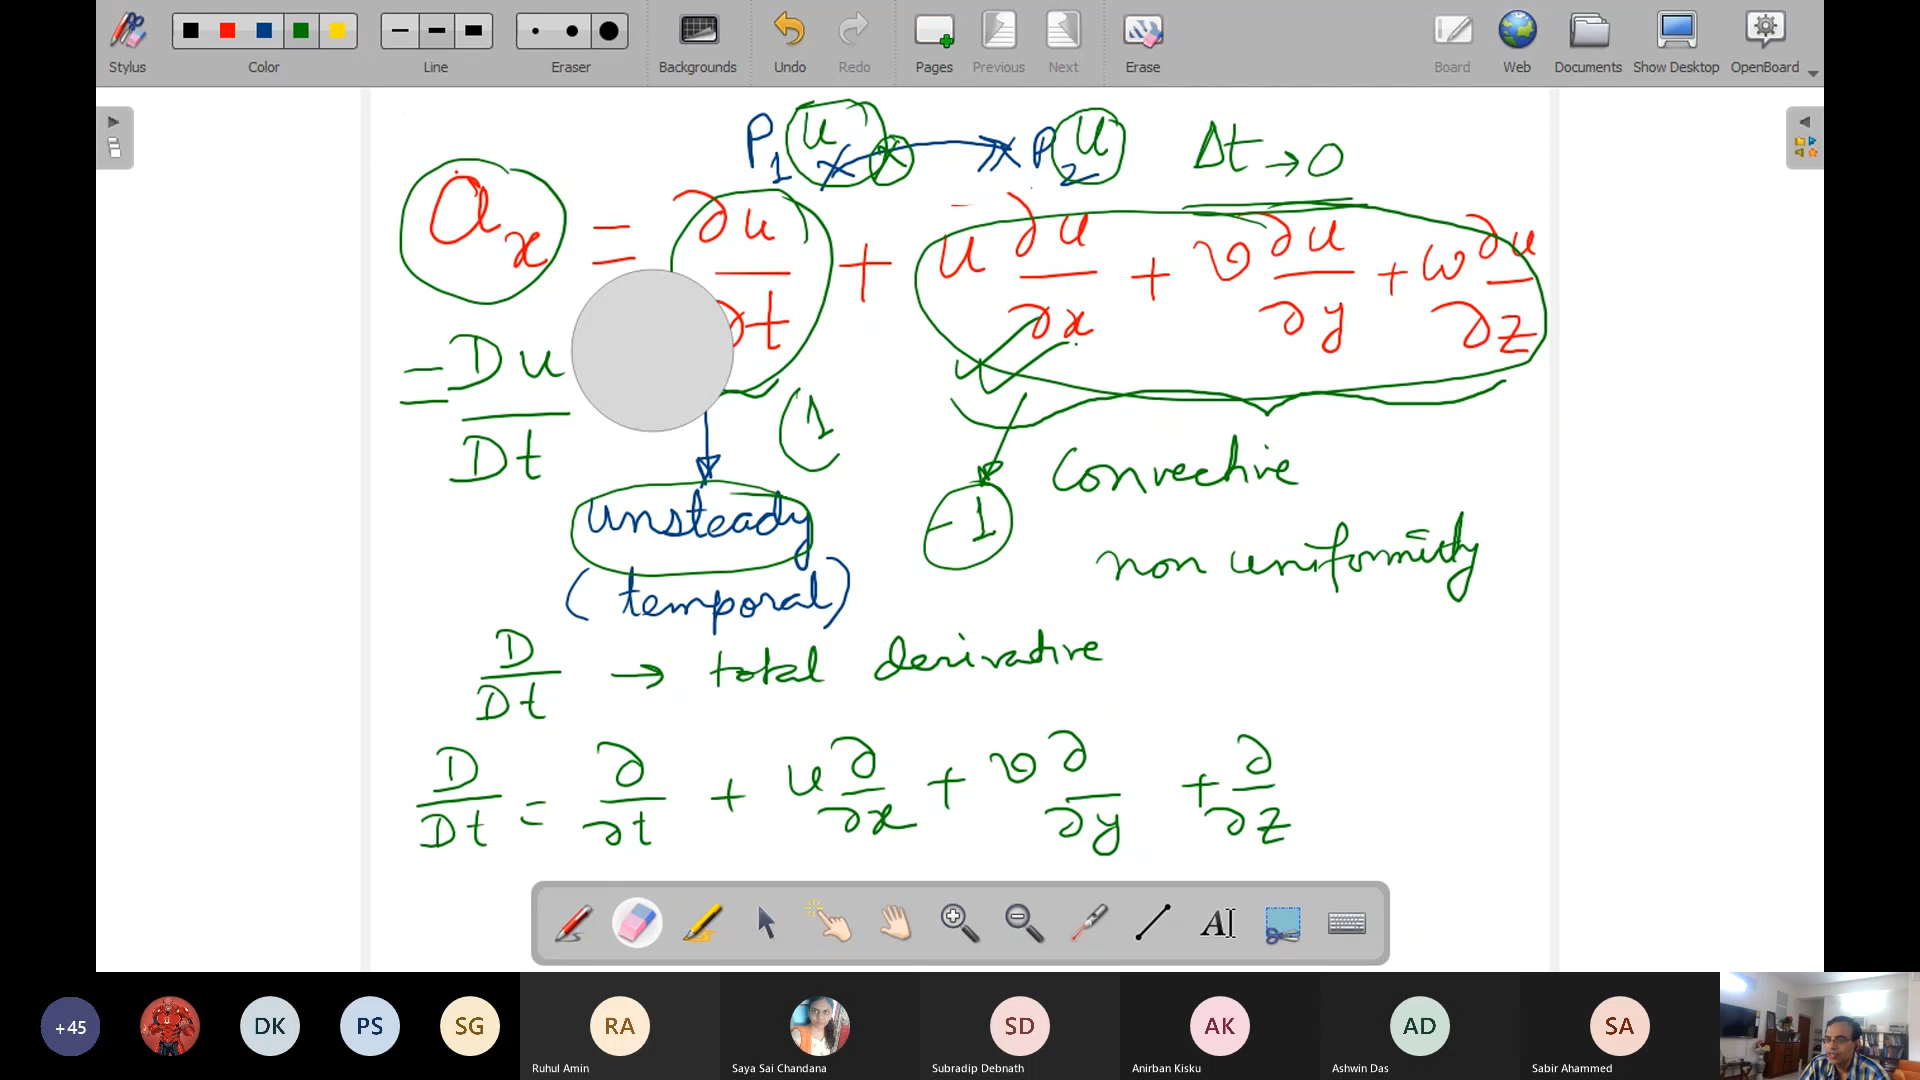 Stylus Color Line Eraser Backgrounds Undo Redo Pages Previous Next Erase Board Web Documents Show Desktop OpenBoard
P₁ u P₂ u Δt → 0
aₓ = ∂u/∂t + u ∂u/∂x + v ∂u/∂y + w ∂u/∂z
= Du/Dt
(1
unsteady
-1
Convective
(temporal)
non uniformity
D/Dt → total derivative
D/Dt = ∂/∂t + u ∂/∂x + v ∂/∂y + ∂/∂z
AI
+45 DK PS SG RA SD AK AD SA
Ruhul Amin Saya Sai Chandana Subradip Debnath Anirban Kisku Ashwin Das Sabir Ahammed